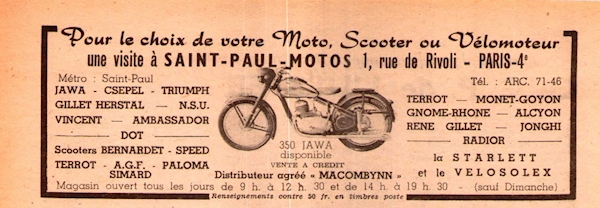 Pour le choix de votre Moto, Scooter ou Vélomoteur
une visite à SAINT-PAUL-MOTOS 1, rue de Rivoli - PARIS-4e
Métro : Saint-Paul
JAWA - CSEPEL - TRIUMPH
GILLET HERSTAL — N.S.U.
VINCENT — AMBASSADOR
DOT
Scooters BERNARDET - SPEED
TERROT - A.G.F. - PALOMA
SIMARD
350 JAWA
disponible
VENTE A CREDIT
Distributeur agréé « MACOMBYNN »
Tél. : ARC. 71-46
TERROT — MONET-GOYON
GNOME-RHONE — ALCYON
RENE GILLET — JONGHI
RADIOR
la STARLETT
et le VELOSOLEX
Magasin ouvert tous les jours de 9 h. à 12 h. 30 et de 14 h. à 19 h. 30 - (sauf Dimanche)
Renseignements contre 50 fr. en timbres poste